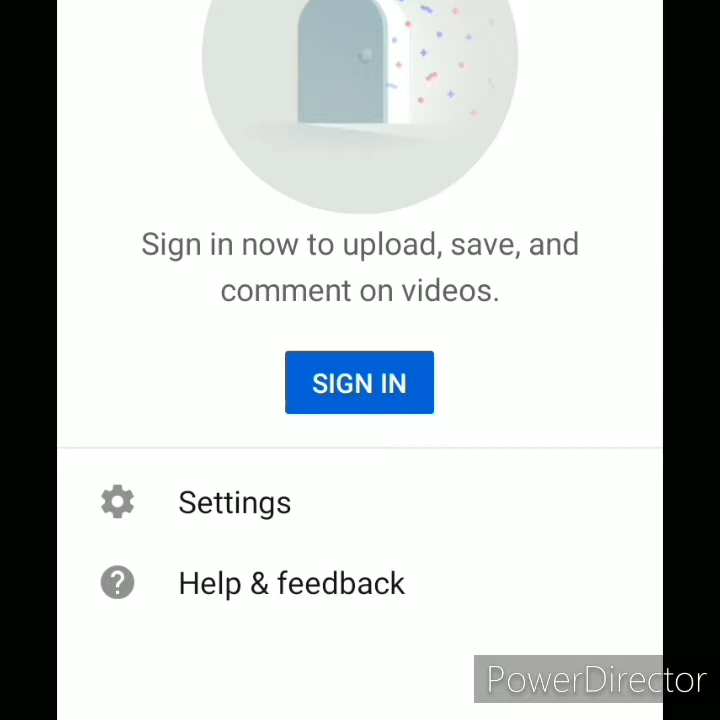 Sign in now to upload, save, and
comment on videos.
SIGN IN
Settings
Help & feedback
PowerDirector